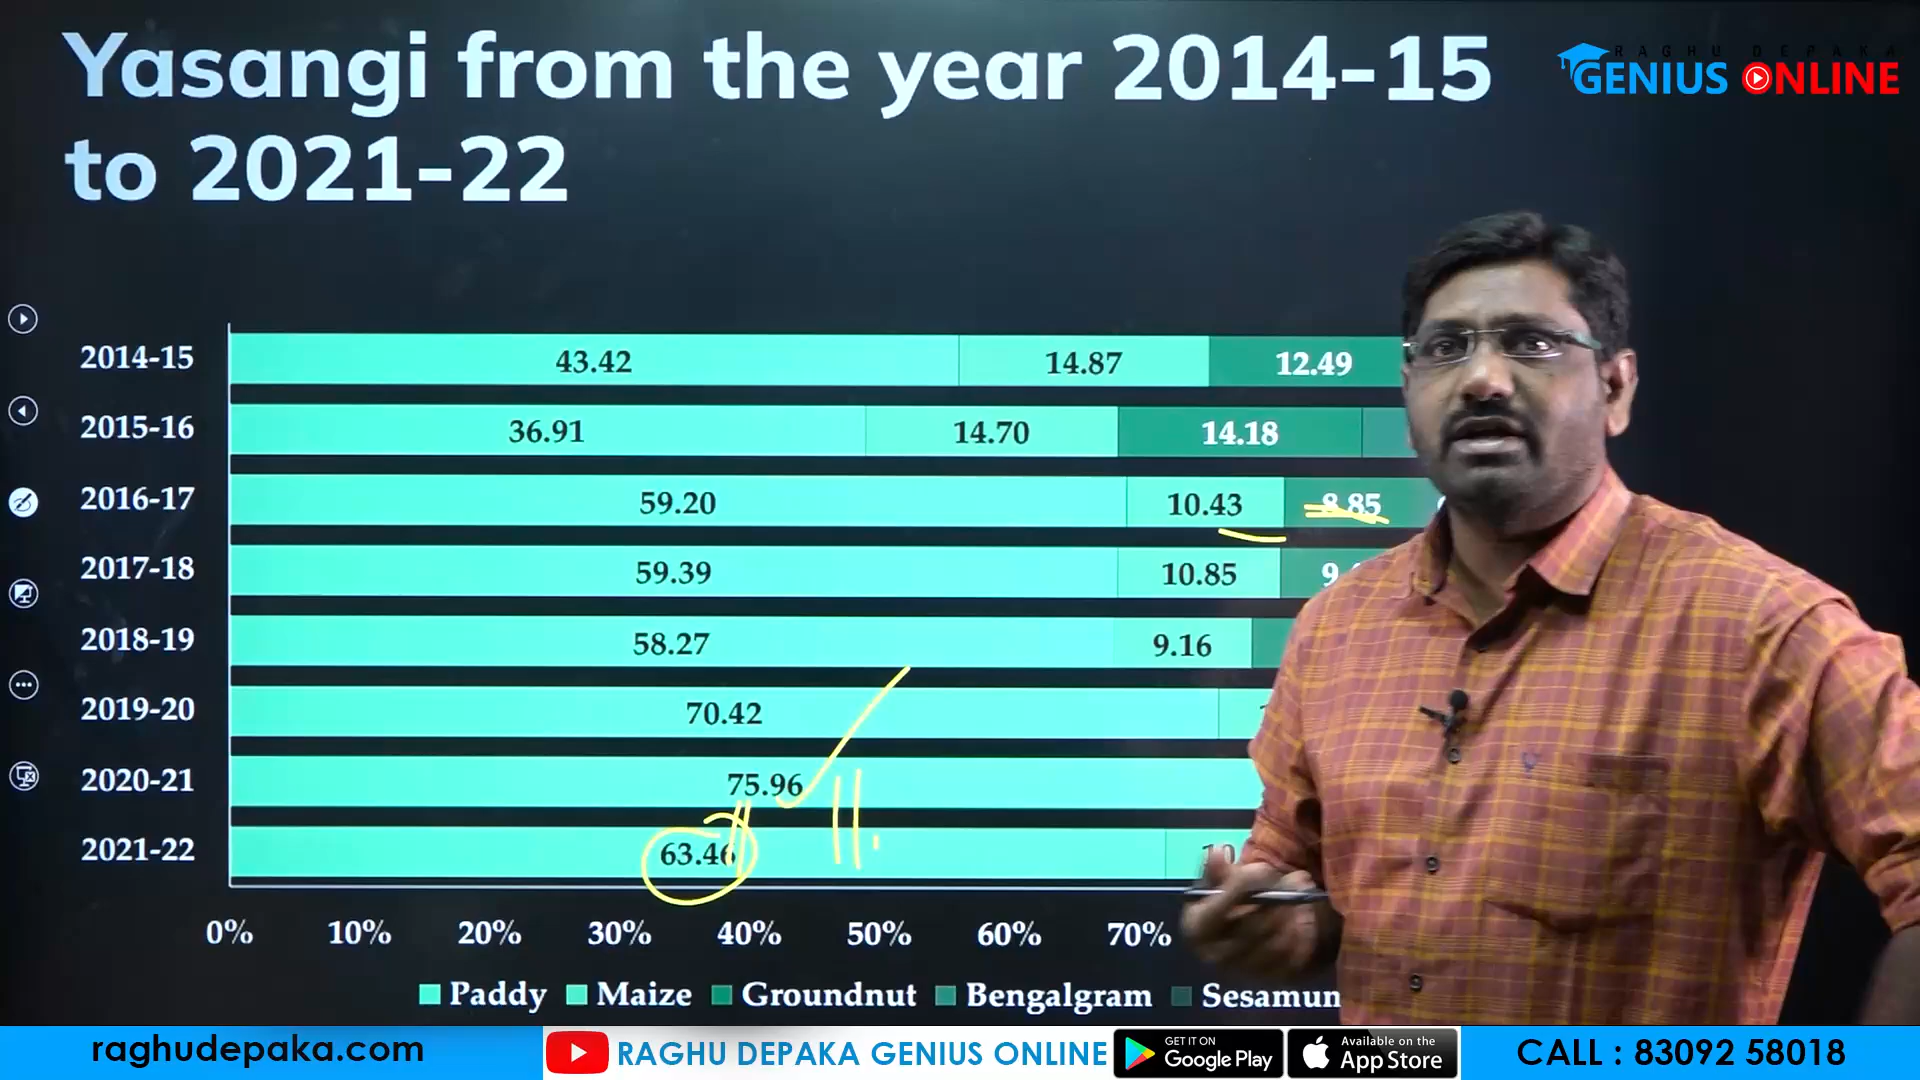 Yasangi from the year 2014-15
to 2021-22
RAGHU DEPAKA
GENIUS ONLINE
2014-15 43.42 14.87 12.49
2015-16 36.91 14.70 14.18
2016-17 59.20 10.43 8.85
2017-18 59.39 10.85
2018-19 58.27 9.16
2019-20 70.42
2020-21 75.96
2021-22 63.46
0% 10% 20% 30% 40% 50% 60% 70%
Paddy Maize Groundnut Bengalgram
raghudepaka.com
RAGHU DEPAKA GENIUS ONLINE
GET IT ON
Google Play
Available on the
App Store
CALL : 83092 58018